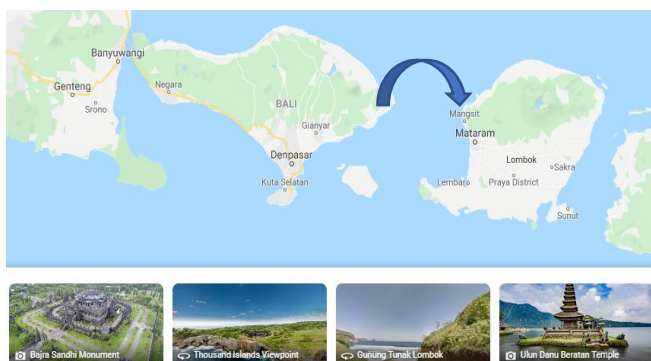 Banyuwangi
Genteng
Srono
Negara
BALI
Gianyar
Denpasar
Kuta Selatan
Mangsit
Mataram
Lombok
Sakra
Lembar
Praya District
Sunut
Bajra Sandhi Monument
Thousand Islands Viewpoint
Gunung Tunak Lombok
Ulun Danu Beratan Temple